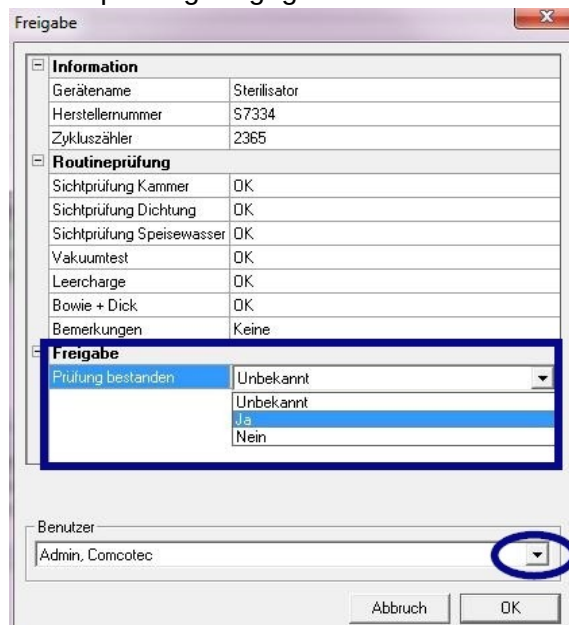 Freigabe
Information
Gerätename Sterilisator
Herstellernummer S7334
Zykluszähler 2365
Routineprüfung
Sichtprüfung Kammer OK
Sichtprüfung Dichtung OK
Sichtprüfung Speisewasser OK
Vakuumtest OK
Leercharge OK
Bowie + Dick OK
Bemerkungen Keine
Freigabe
Prüfung bestanden Unbekannt
Unbekannt
Ja
Nein
Benutzer
Admin, Comcotec
Abbruch OK